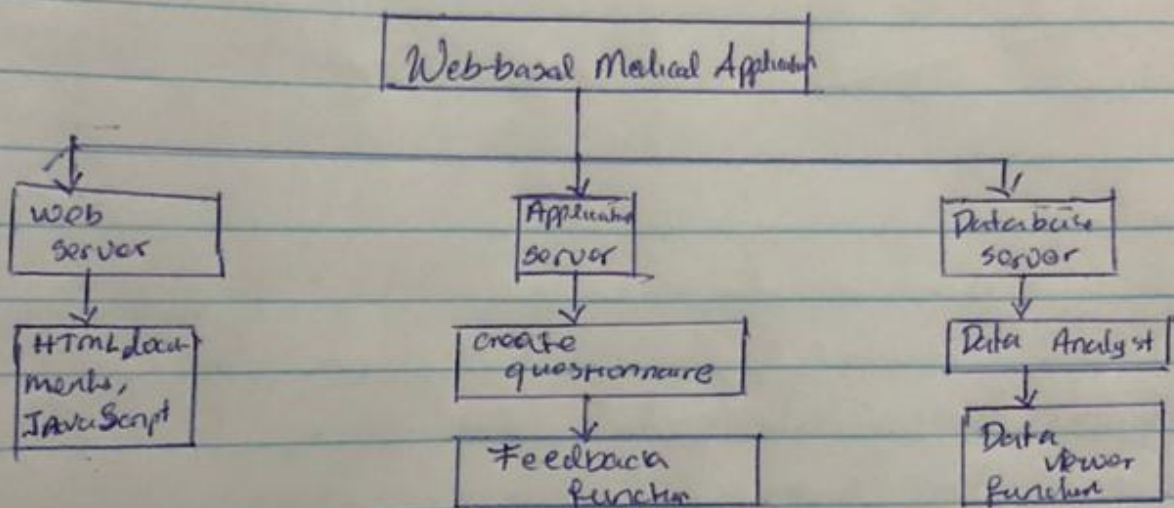 Web-basal Medical Application
Web
server
Application
server
Database
server
HTML docu
ments,
JAvaScript
create
questionnaire
Data Analyst
Feedback
function
Data
viewer
function